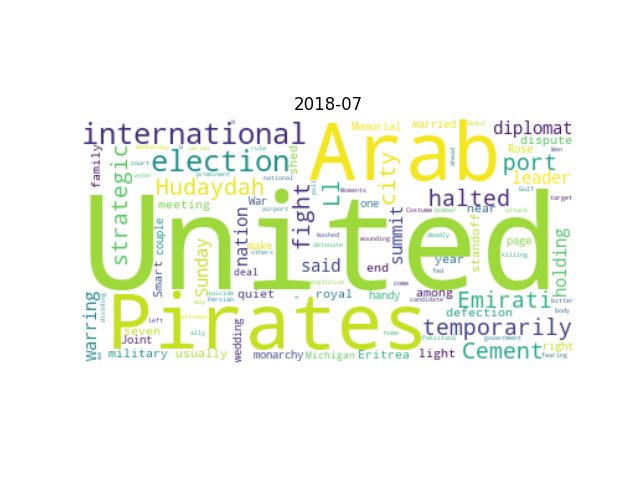 2018-07
international
Arab
Memorial
married
Abdul
diplomat
dispute
election
shed
city
ahead
Rose
Men
port
leader
family
strategic
court
voter
prominent
rule
series
national
Hudaydah
Ll
poll
Moments
halted
Gulf
target
meeting
War
fight
one
summit
Costume
bomber
near
attack
United
Smart
couple
Sunday
nation
make
others
airport
Washed
detonate
said
wounding
end
deadly
year
fed
standoff
page
killing
holding
deal
explosive
come
Warring
dividing
day
suicide
Persian
quiet
royal
handy
among
candidate
Emirati
defection
bitter
body
Pirates
left
seven
Joint
ally
wedding
home
temporarily
Pakistani
government
military
usually
monarchy
Michigan
Eritrea
light
Cement
right
fearing